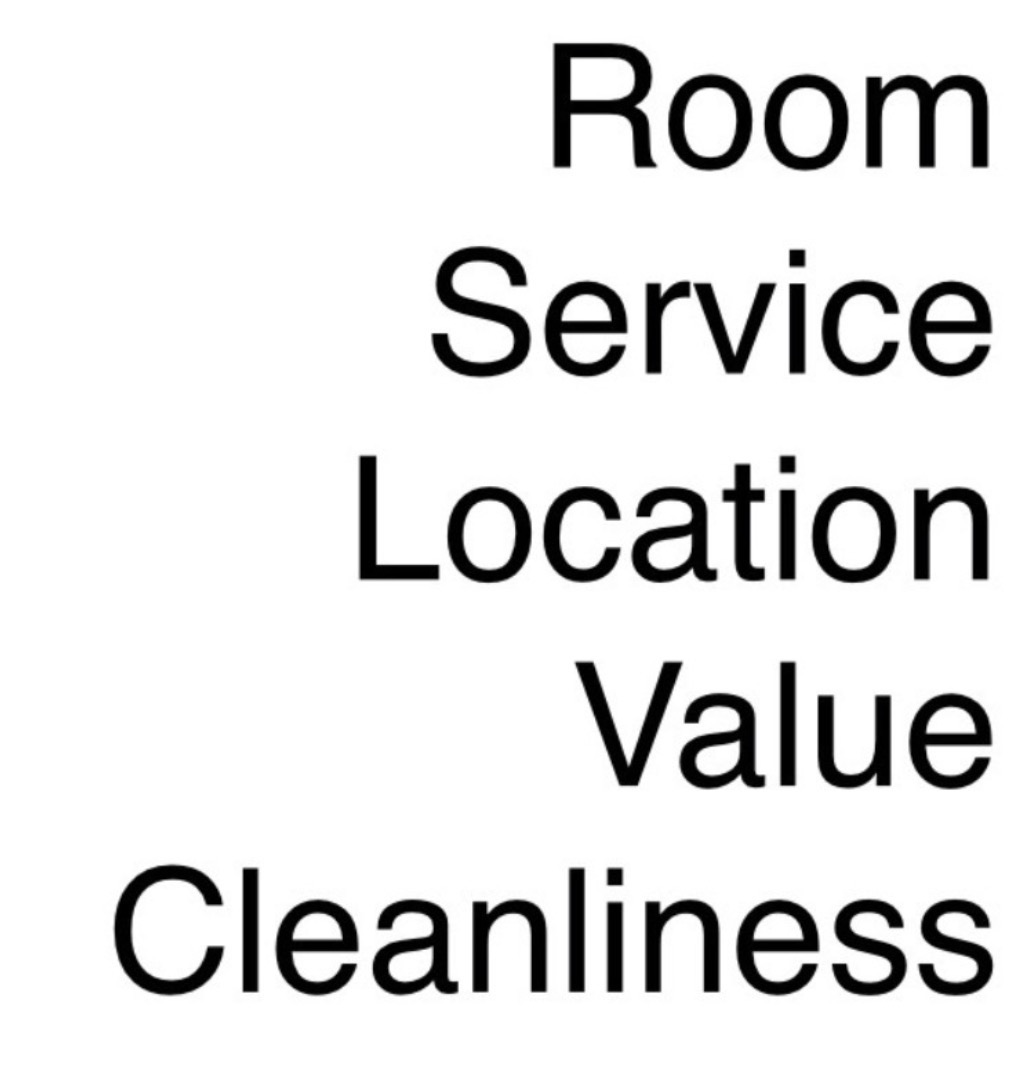 Room
Service
Location
Value
Cleanliness